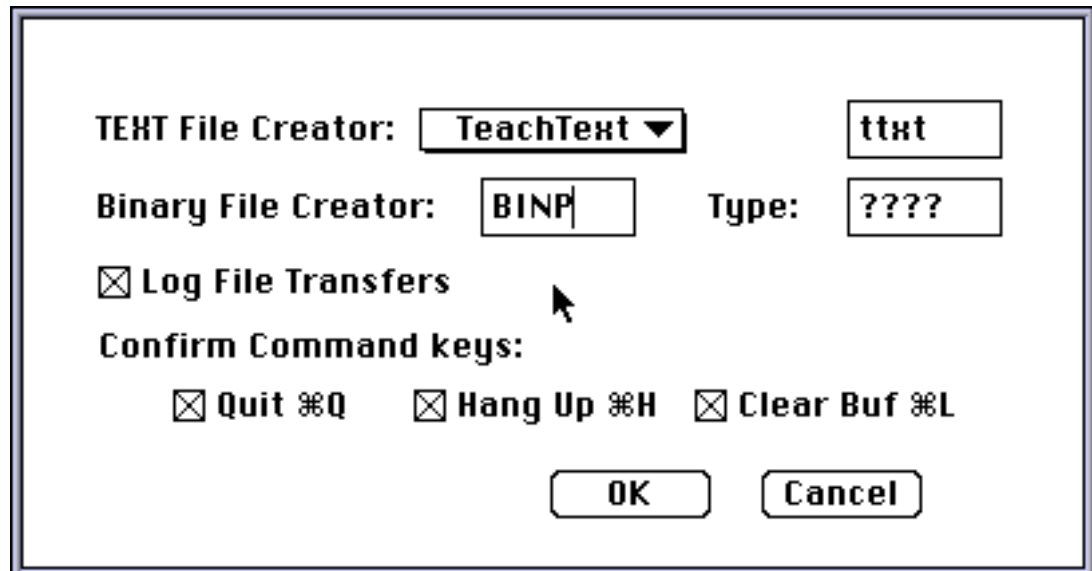 TEXT File Creator: TeachText ttxt
Binary File Creator: BINP Type: ????
Log File Transfers
Confirm Command keys:
Quit ⌘Q Hang Up ⌘H Clear Buf ⌘L
OK Cancel